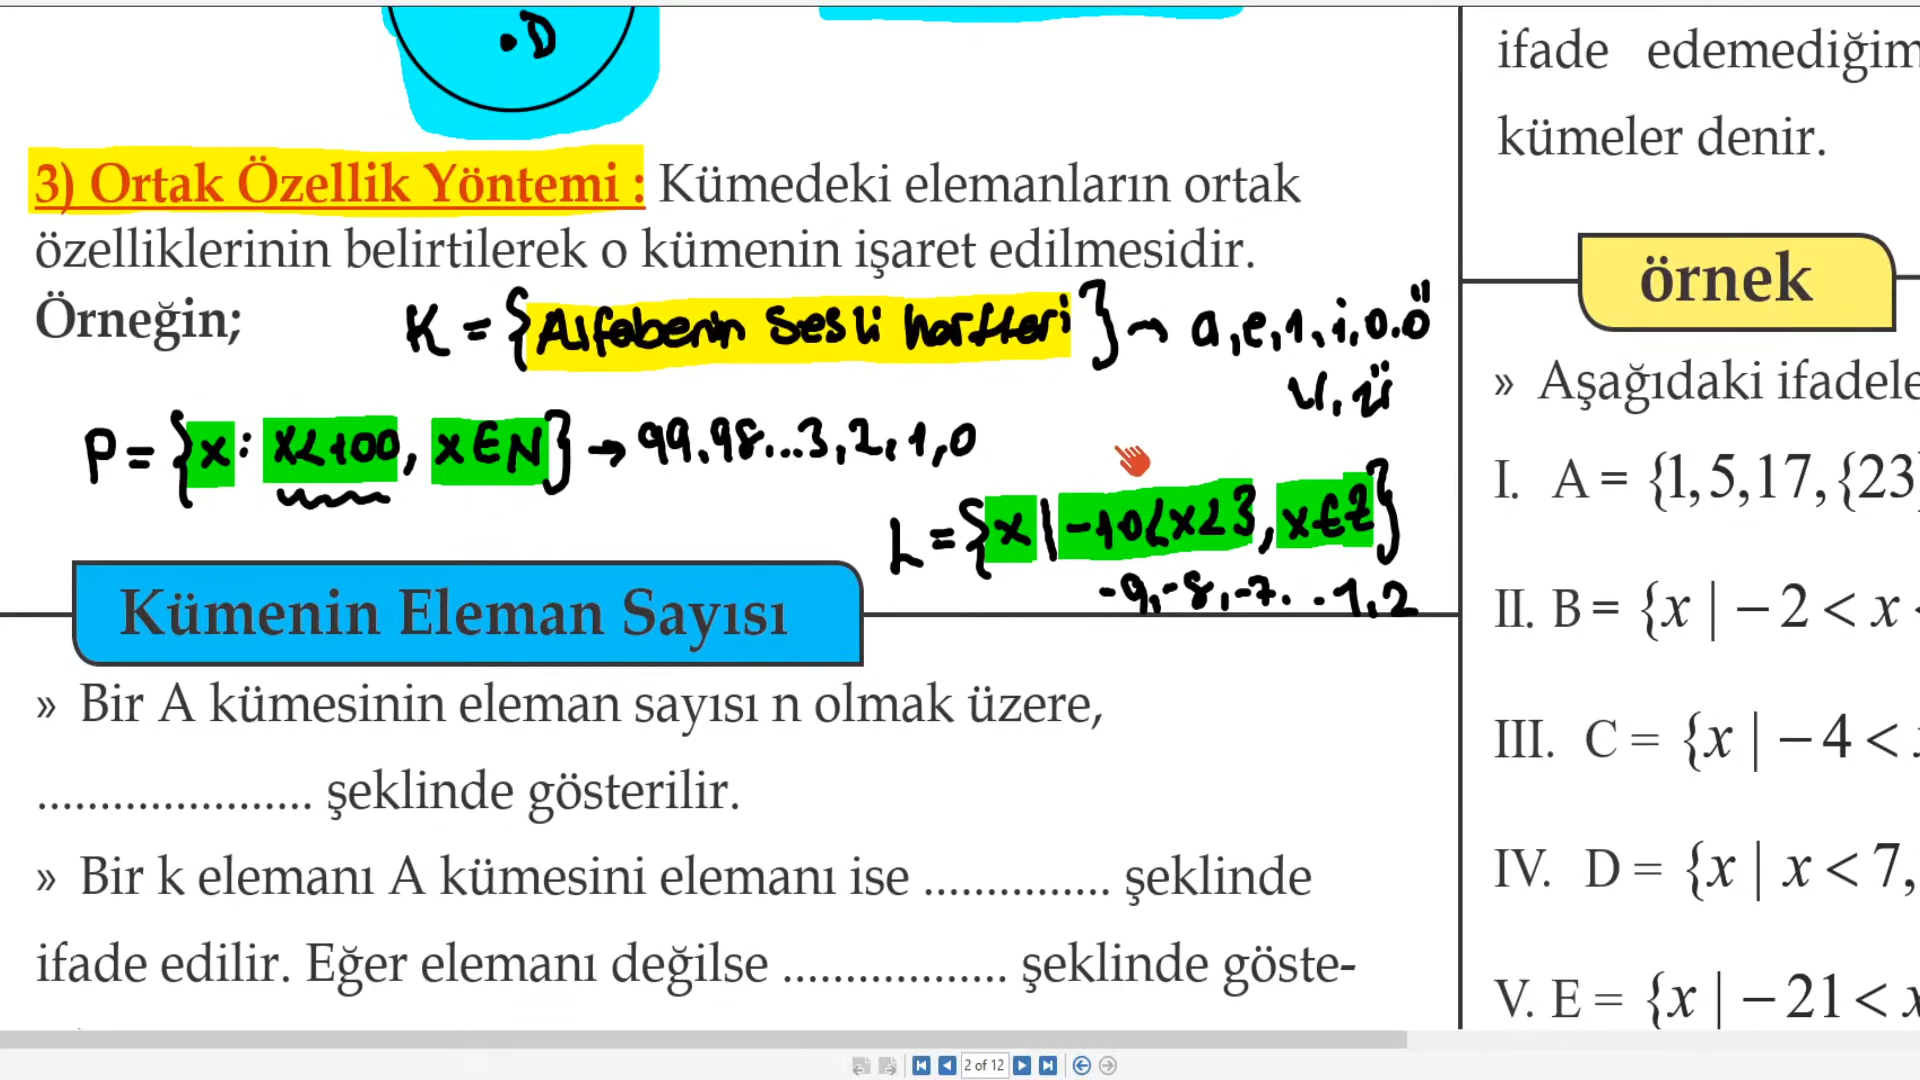 .D
3) Ortak Özellik Yöntemi : Kümedeki elemanların ortak
özelliklerinin belirtilerek o kümenin işaret edilmesidir.
Örneğin;
K = {Alfabenin Sesli harfleri} → a,e,ı,i,o.ö
u,ü
P = {x: x<100, x∈N} → 99,98...3,2,1,0
L = {x | -10<x<3, x∈Z}
-9,-8,-7. . 1,2
Kümenin Eleman Sayısı
» Bir A kümesinin eleman sayısı n olmak üzere,
...................... şeklinde gösterilir.
» Bir k elemanı A kümesini elemanı ise ............... şeklinde
ifade edilir. Eğer elemanı değilse .................. şeklinde göste-
ifade edemediğim
kümeler denir.
örnek
» Aşağıdaki ifadele
I. A = {1,5,17,{23}
II. B = {x | − 2 < x <
III. C = {x | − 4 < x
IV. D = {x | x < 7,
V. E = {x | − 21 < x
2 of 12